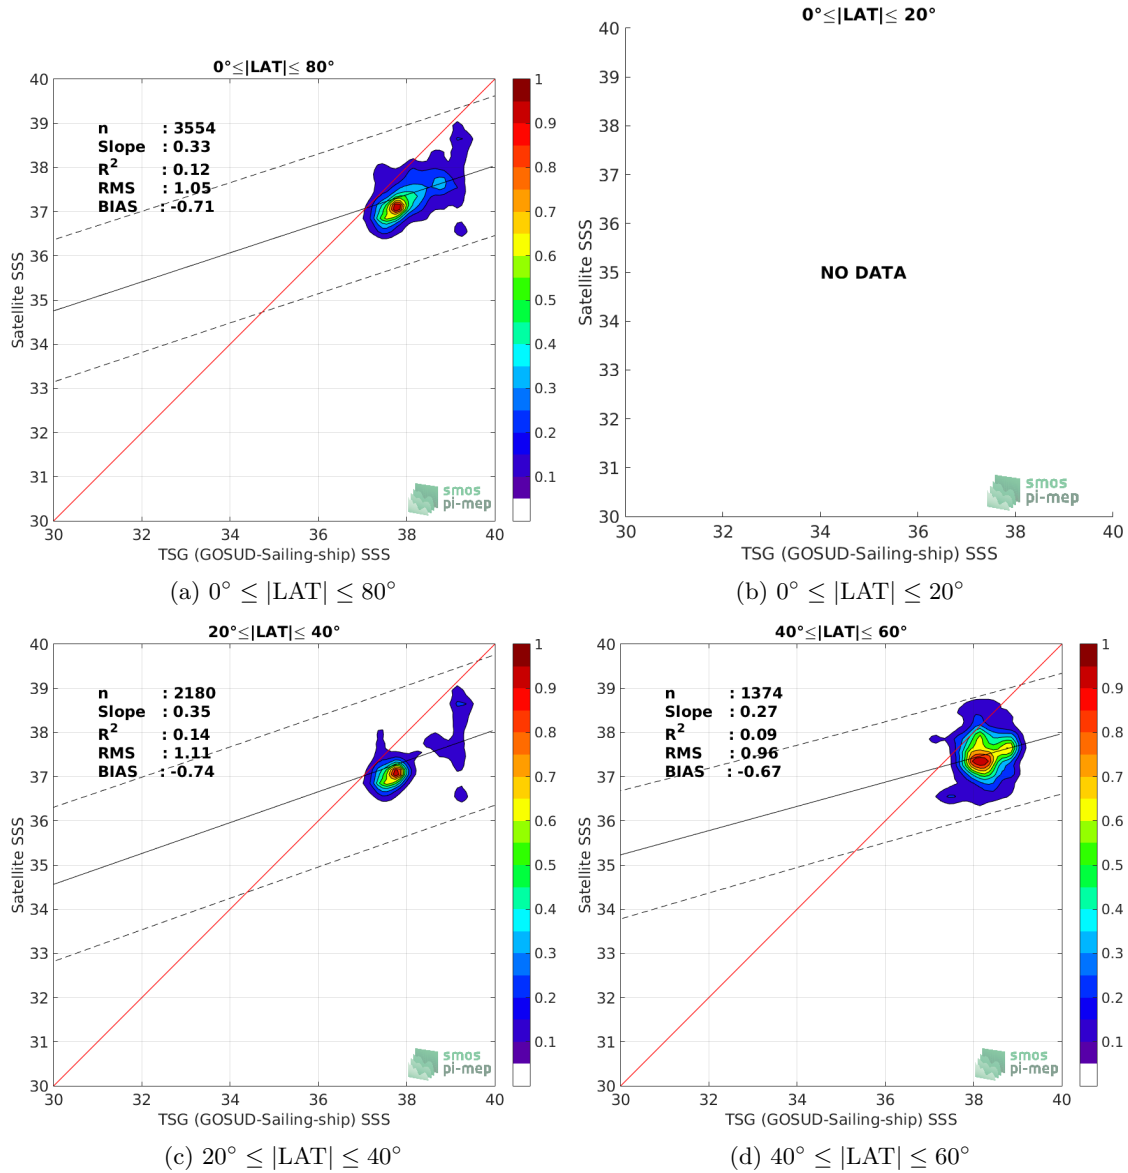 0°≤|LAT|≤ 80°
40
39
38
37
36
35
34
33
32
31
30
Satellite SSS
n : 3554
Slope : 0.33
R2 : 0.12
RMS : 1.05
BIAS : -0.71
smos
pi-mep
30 32 34 36 38 40
TSG (GOSUD-Sailing-ship) SSS
1
0.9
0.8
0.7
0.6
0.5
0.4
0.3
0.2
0.1
(a) 0° ≤ |LAT| ≤ 80°
0°≤|LAT|≤ 20°
40
39
38
37
36
35
34
33
32
31
30
Satellite SSS
NO DATA
smos
pi-mep
30 32 34 36 38 40
TSG (GOSUD-Sailing-ship) SSS
(b) 0° ≤ |LAT| ≤ 20°
20°≤|LAT|≤ 40°
40
39
38
37
36
35
34
33
32
31
30
Satellite SSS
n : 2180
Slope : 0.35
R2 : 0.14
RMS : 1.11
BIAS : -0.74
smos
pi-mep
30 32 34 36 38 40
TSG (GOSUD-Sailing-ship) SSS
1
0.9
0.8
0.7
0.6
0.5
0.4
0.3
0.2
0.1
(c) 20° ≤ |LAT| ≤ 40°
40°≤|LAT|≤ 60°
40
39
38
37
36
35
34
33
32
31
30
Satellite SSS
n : 1374
Slope : 0.27
R2 : 0.09
RMS : 0.96
BIAS : -0.67
smos
pi-mep
30 32 34 36 38 40
TSG (GOSUD-Sailing-ship) SSS
1
0.9
0.8
0.7
0.6
0.5
0.4
0.3
0.2
0.1
(d) 40° ≤ |LAT| ≤ 60°